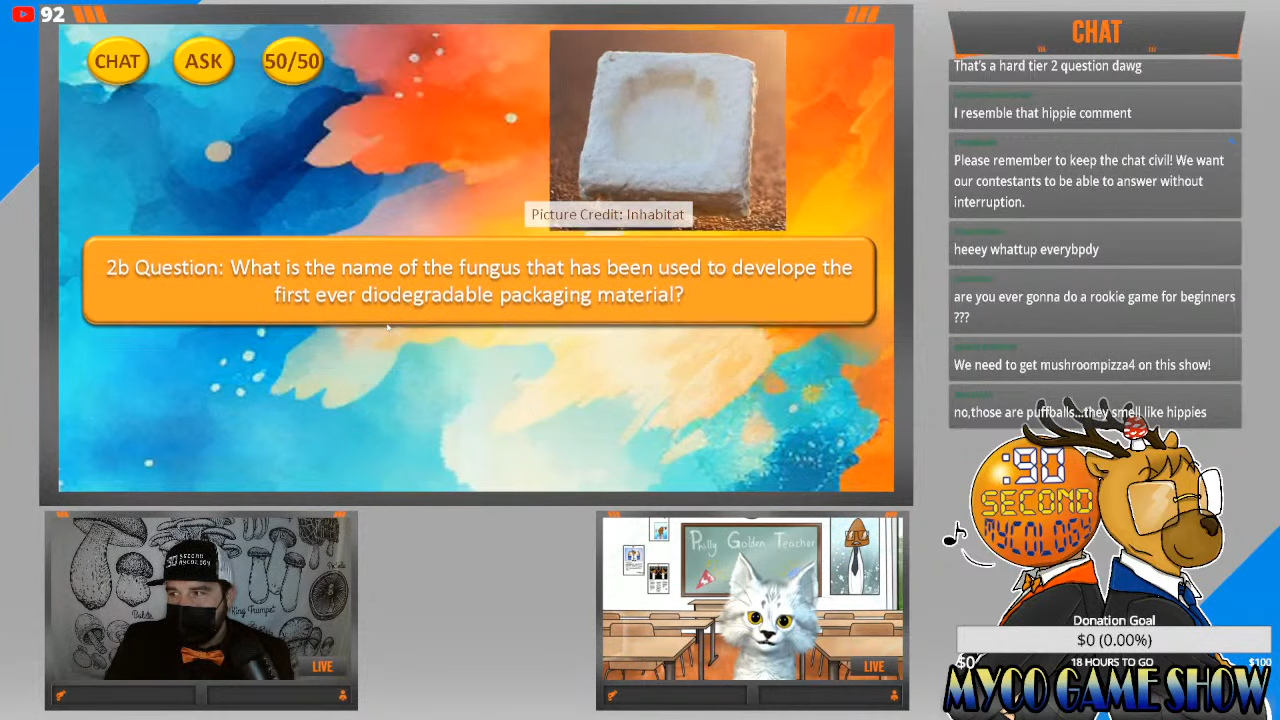 92
CHAT
ASK
50/50
Picture Credit: Inhabitat
2b Question: What is the name of the fungus that has been used to develope the
first ever diodegradable packaging material?
CHAT
That's a hard tier 2 question dawg
I resemble that hippie comment
Please remember to keep the chat civil! We want
our contestants to be able to answer without
interruption.
heeey whattup everybpdy
are you ever gonna do a rookie game for beginners
???
We need to get mushroompizza4 on this show!
no,those are puffballs...they smell like hippies
:90
SECOND
MYCOLOGY
Donation Goal
$0 (0.00%)
$0
18 HOURS TO GO
$100
MYCO GAME SHOW
King Trumpet
LIVE
Philly Golden Teacher
LIVE